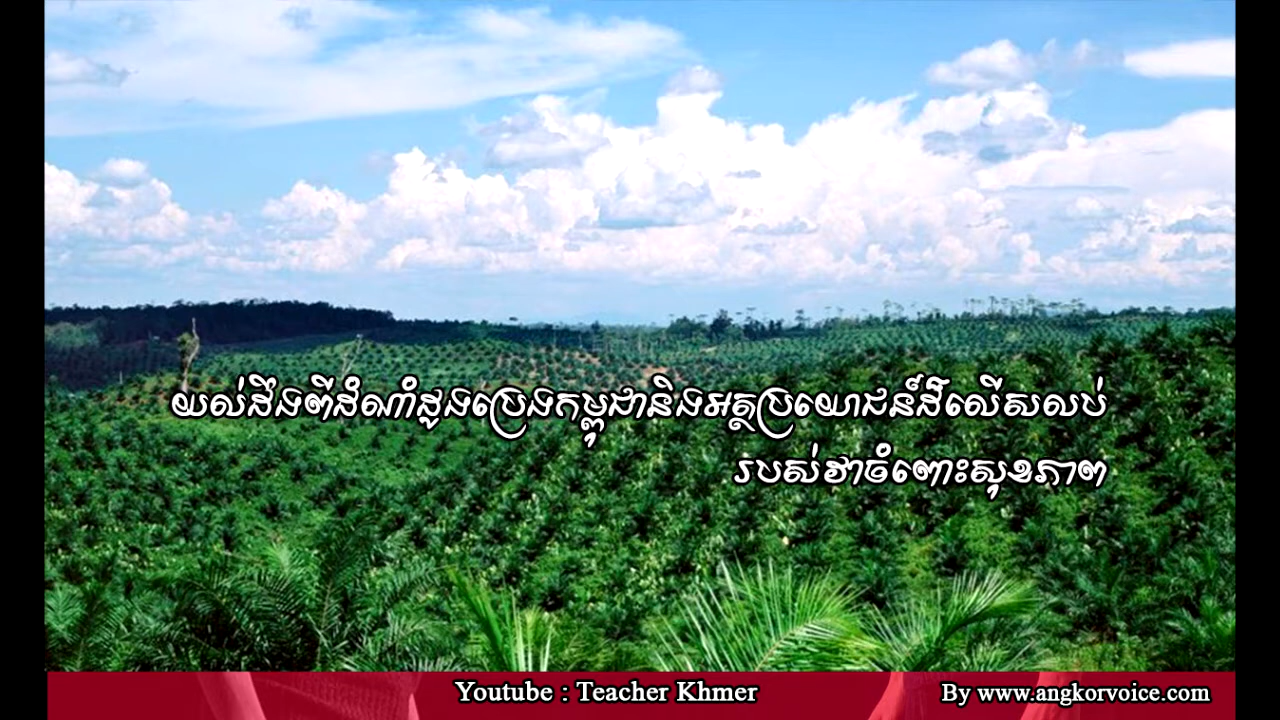 យល់ដឹងពីដំណាំដូងប្រេងកម្ពុជានិងអត្ថប្រយោជន៍ដ៏លើសលប់
របស់វាចំពោះសុខភាព
Youtube : Teacher Khmer
By www.angkorvoice.com